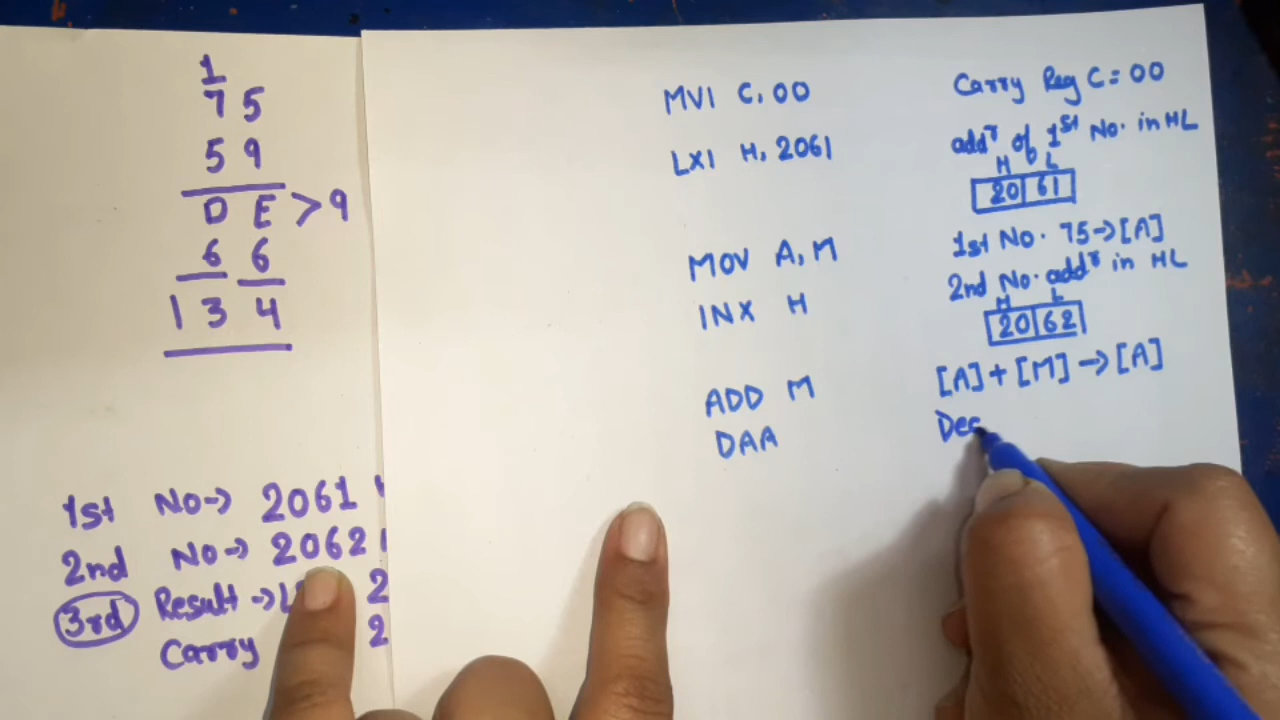 1
7 5
5 9
D E > 9
6 6
1 3 4
1st No → 2061
2nd No → 2062
3rd Result → 2
Carry 2
MVI C, 00 Carry Reg C = 00
LXI H, 2061 addr of 1st No. in HL
H L
20 61
MOV A, M 1st No. 75 → [A]
INX H 2nd No. addr in HL
H L
20 62
ADD M [A] + [M] → [A]
DAA Dec